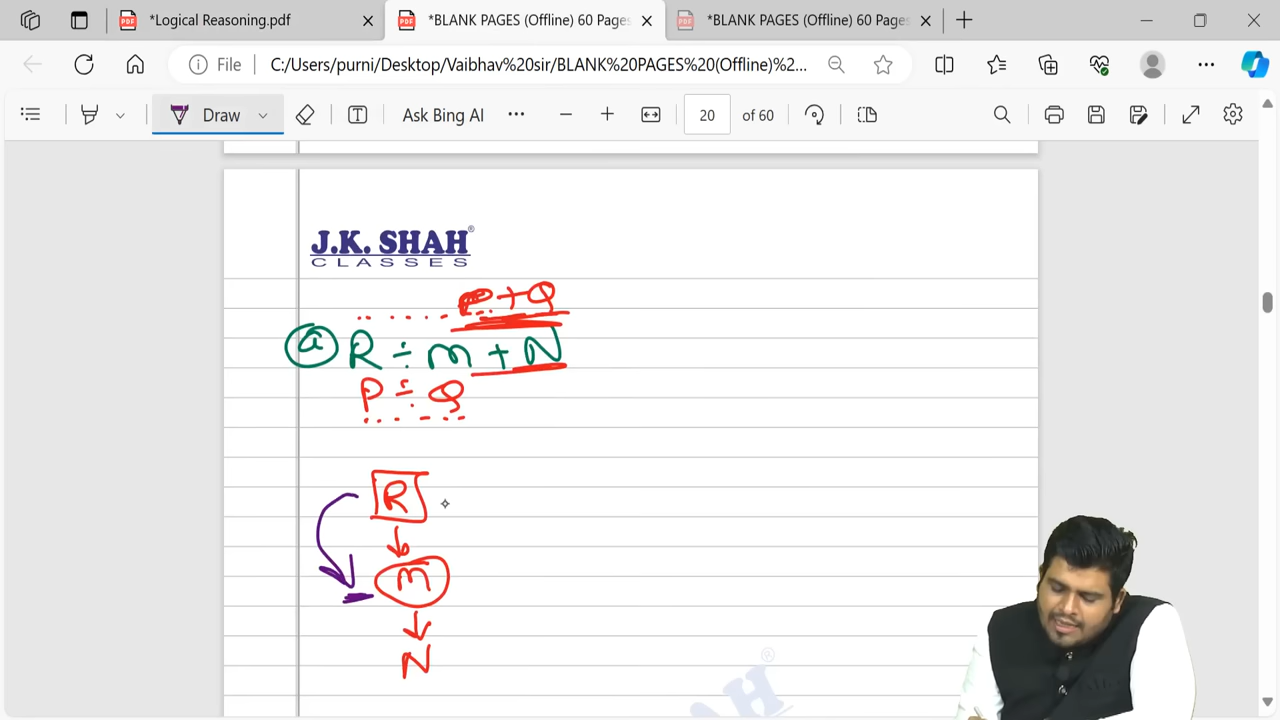 *Logical Reasoning.pdf
*BLANK PAGES (Offline) 60 Pages
*BLANK PAGES (Offline) 60 Pages
File
C:/Users/purni/Desktop/Vaibhav%20sir/BLANK%20PAGES%20(Offline)%2...
Draw
Ask Bing AI
20 of 60
J.K. SHAH®
CLASSES
P + Q
a R ÷ m + N
P ÷ Q
R
m
N